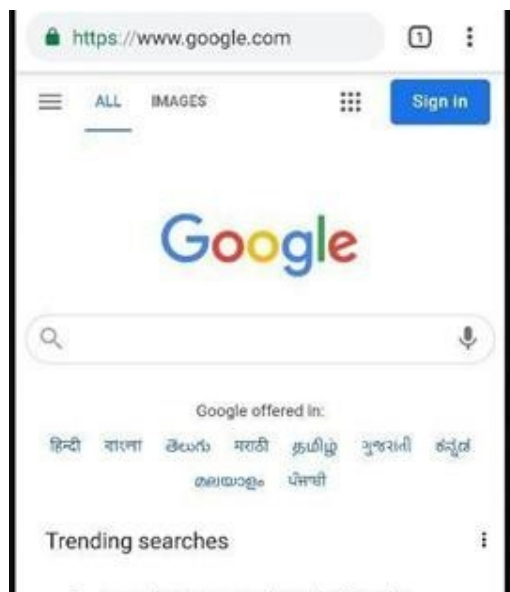 https://www.google.com 1
ALL IMAGES Sign in
Google
Google offered in:
हिन्दी বাংলা తెలుగు मराठी தமிழ் ગુજરાતી ಕನ್ನಡ
മലയാളം ਪੰਜਾਬੀ
Trending searches